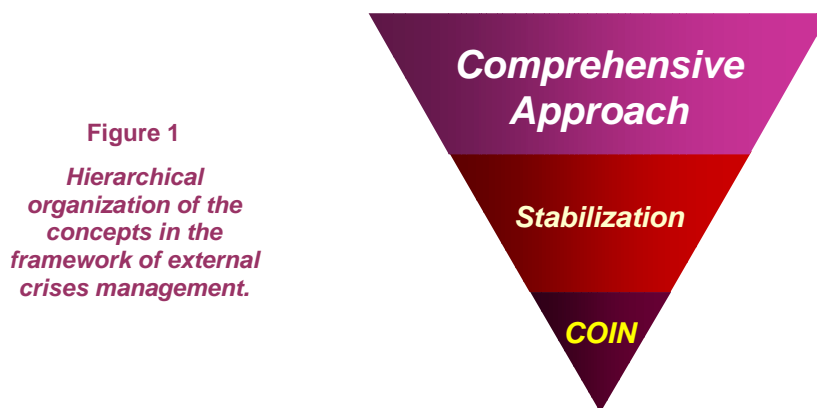 Figure 1
Hierarchical
organization of the
concepts in the
framework of external
crises management.
Comprehensive
Approach
Stabilization
COIN